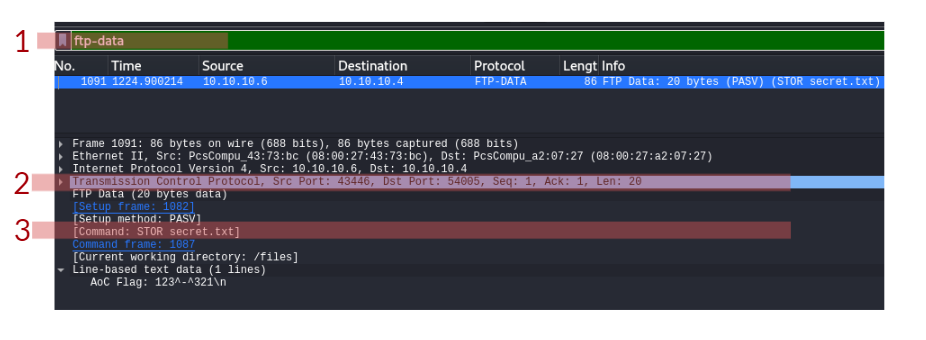 1 ftp-data
No. Time Source Destination Protocol Lengt Info
1091 1224.900214 10.10.10.6 10.10.10.4 FTP-DATA 86 FTP Data: 20 bytes (PASV) (STOR secret.txt)
Frame 1091: 86 bytes on wire (688 bits), 86 bytes captured (688 bits)
Ethernet II, Src: PcsCompu_43:73:bc (08:00:27:43:73:bc), Dst: PcsCompu_a2:07:27 (08:00:27:a2:07:27)
Internet Protocol Version 4, Src: 10.10.10.6, Dst: 10.10.10.4
2 Transmission Control Protocol, Src Port: 43446, Dst Port: 54005, Seq: 1, Ack: 1, Len: 20
FTP Data (20 bytes data)
[Setup frame: 1082]
[Setup method: PASV]
3 [Command: STOR secret.txt]
Command frame: 1087
[Current working directory: /files]
Line-based text data (1 lines)
AoC Flag: 123^-^321\n